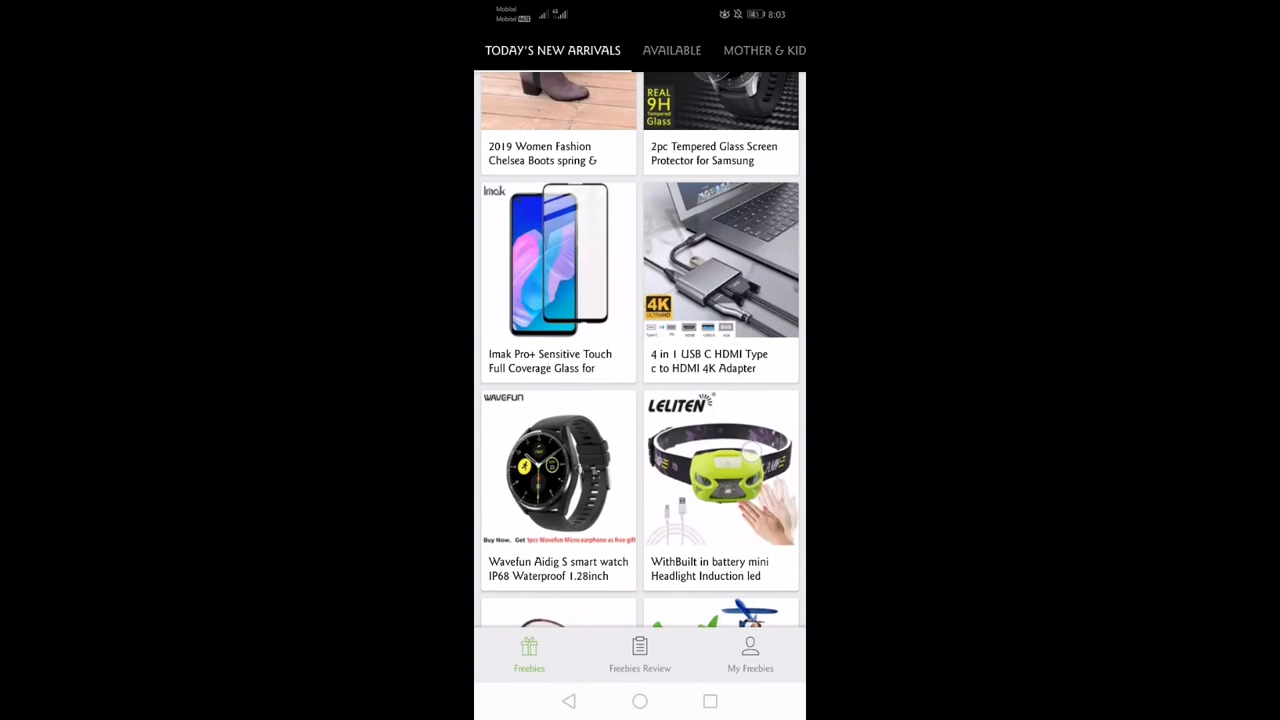 Mobitel
Mobitel VoLTE
4G
45
8:03
TODAY'S NEW ARRIVALS
AVAILABLE
MOTHER & KID
REAL
9H
Tempered
Glass
2019 Women Fashion
Chelsea Boots spring &
2pc Tempered Glass Screen
Protector for Samsung
Imak
4K
ULTRA HD
Imak Pro+ Sensitive Touch
Full Coverage Glass for
4 in 1 USB C HDMI Type
c to HDMI 4K Adapter
WAVEFUN
Buy Now, Get 1pcs Wavefun Micro earphone as free gift
LELITEN
Wavefun Aidig S smart watch
IP68 Waterproof 1.28inch
WithBuilt in battery mini
Headlight Induction led
Freebies
Freebies Review
My Freebies